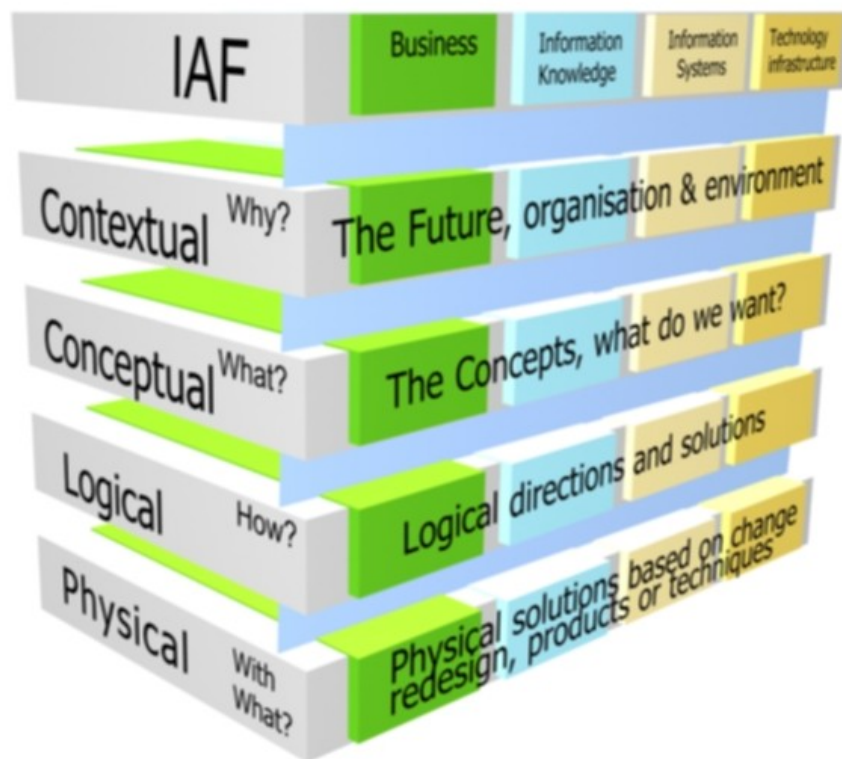 IAF
Business
Information
Knowledge
Information
Systems
Technology
infrastructure
Contextual
Why?
The Future, organisation & environment
Conceptual
What?
The Concepts, what do we want?
Logical
How?
Logical directions and solutions
Physical
With
What?
Physical solutions based on change
redesign, products or techniques